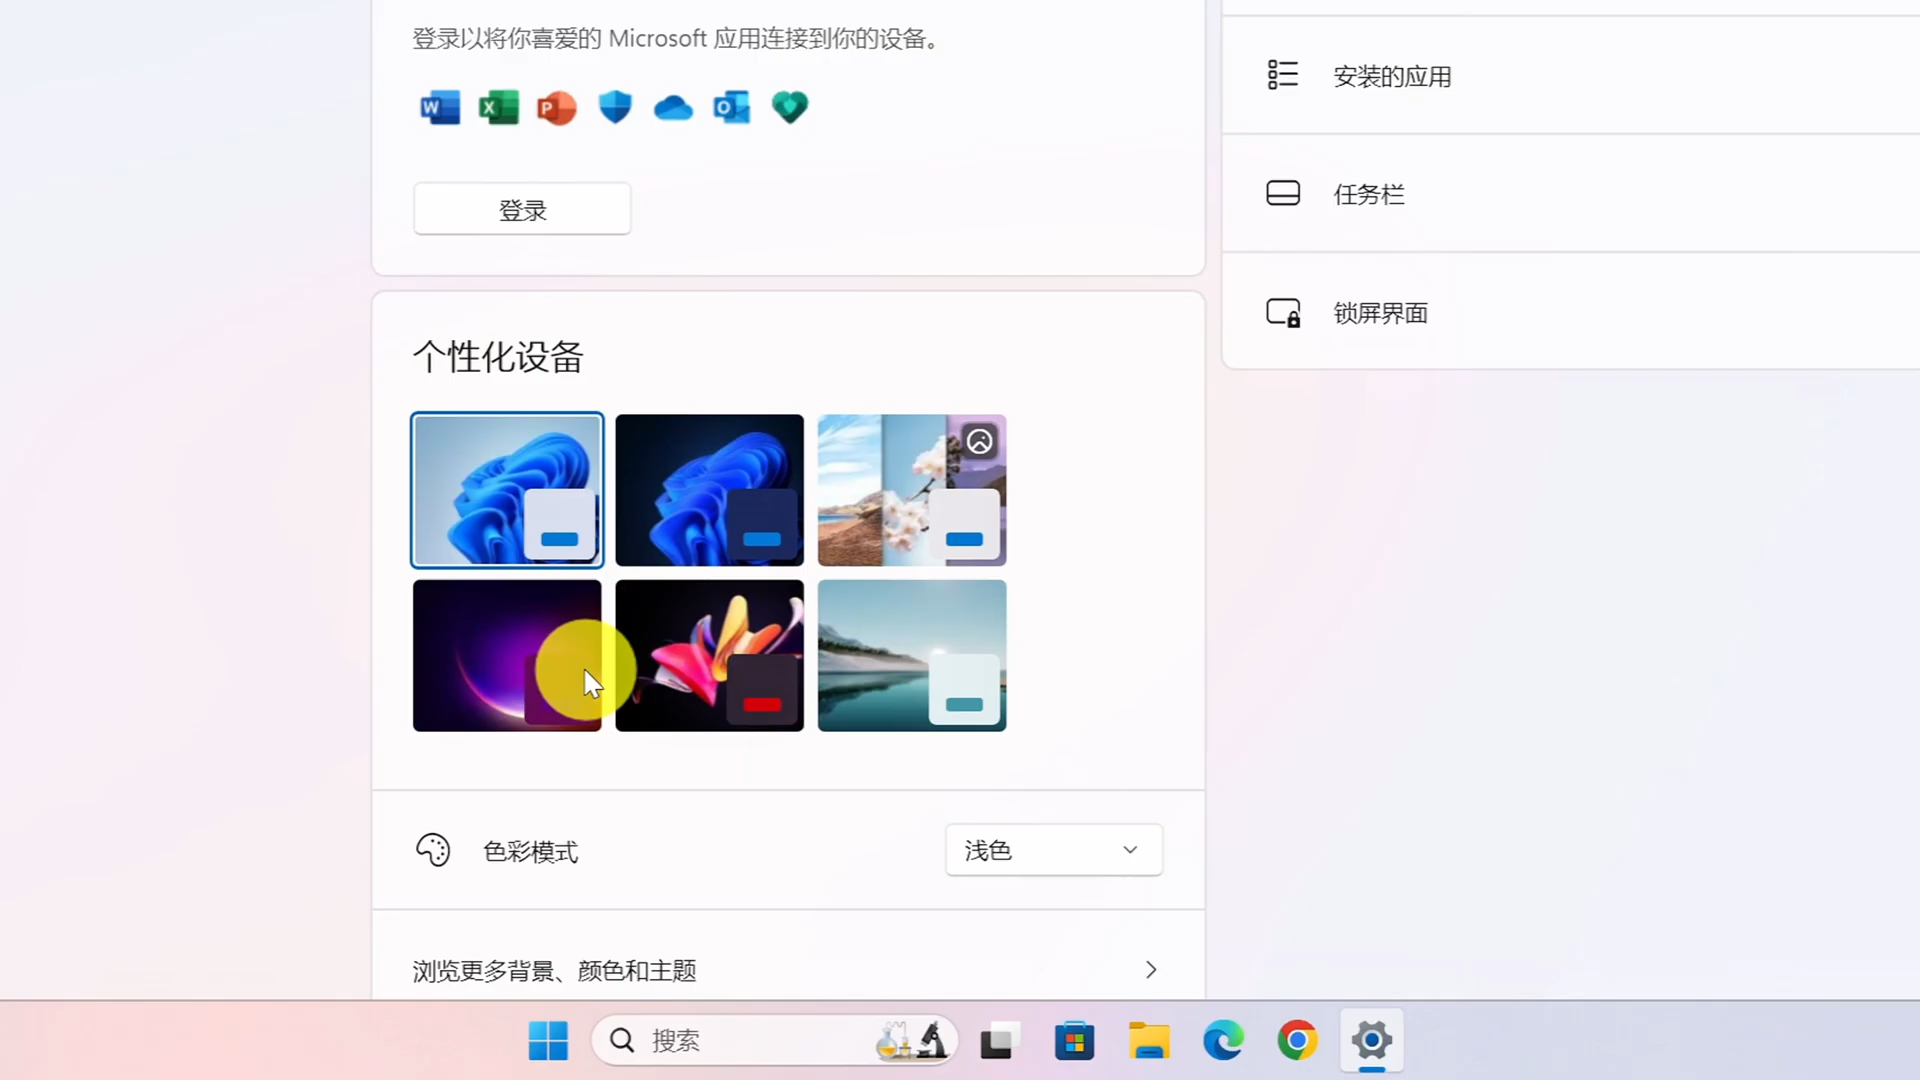 登录以将你喜爱的 Microsoft 应用连接到你的设备。
W X P O
登录
安装的应用
任务栏
锁屏界面
个性化设备
色彩模式
浅色
浏览更多背景、颜色和主题
搜索